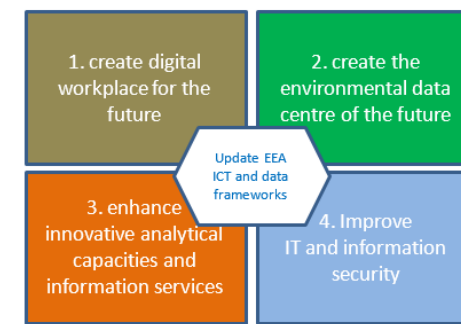 1. create digital
workplace for the
future
2. create the
environmental data
centre of the future
Update EEA
ICT and data
frameworks
3. enhance
innovative analytical
capacities and
information services
4. Improve
IT and information
security